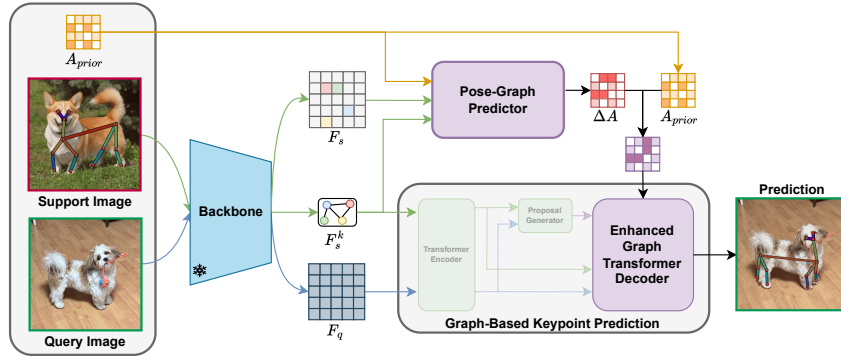 A_prior
Support Image
Query Image
Backbone
F_s
F_s^k
F_q
Pose-Graph
Predictor
ΔA
A_prior
Transformer
Encoder
Proposal
Generator
Enhanced
Graph
Transformer
Decoder
Graph-Based Keypoint Prediction
Prediction